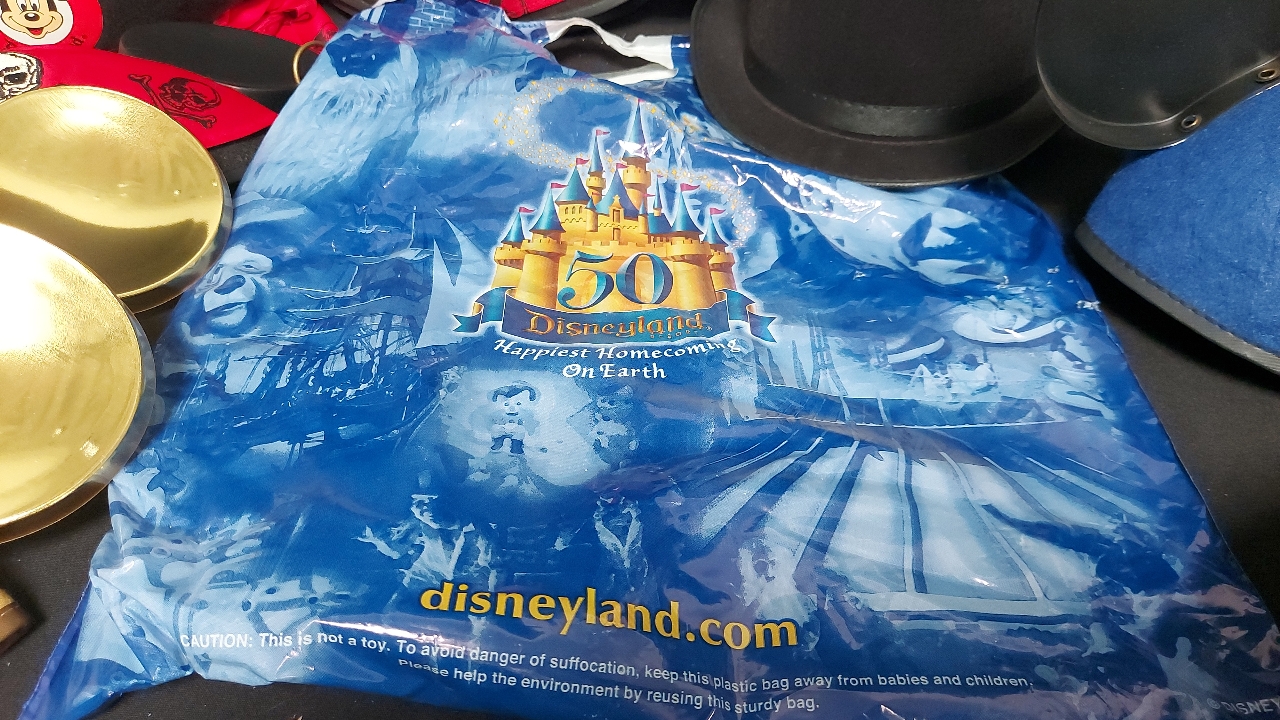 50
Disneyland
Happiest Homecoming
On Earth
disneyland.com
CAUTION: This is not a toy. To avoid danger of suffocation, keep this plastic bag away from babies and children.
Please help the environment by reusing this sturdy bag.
© DISNEY